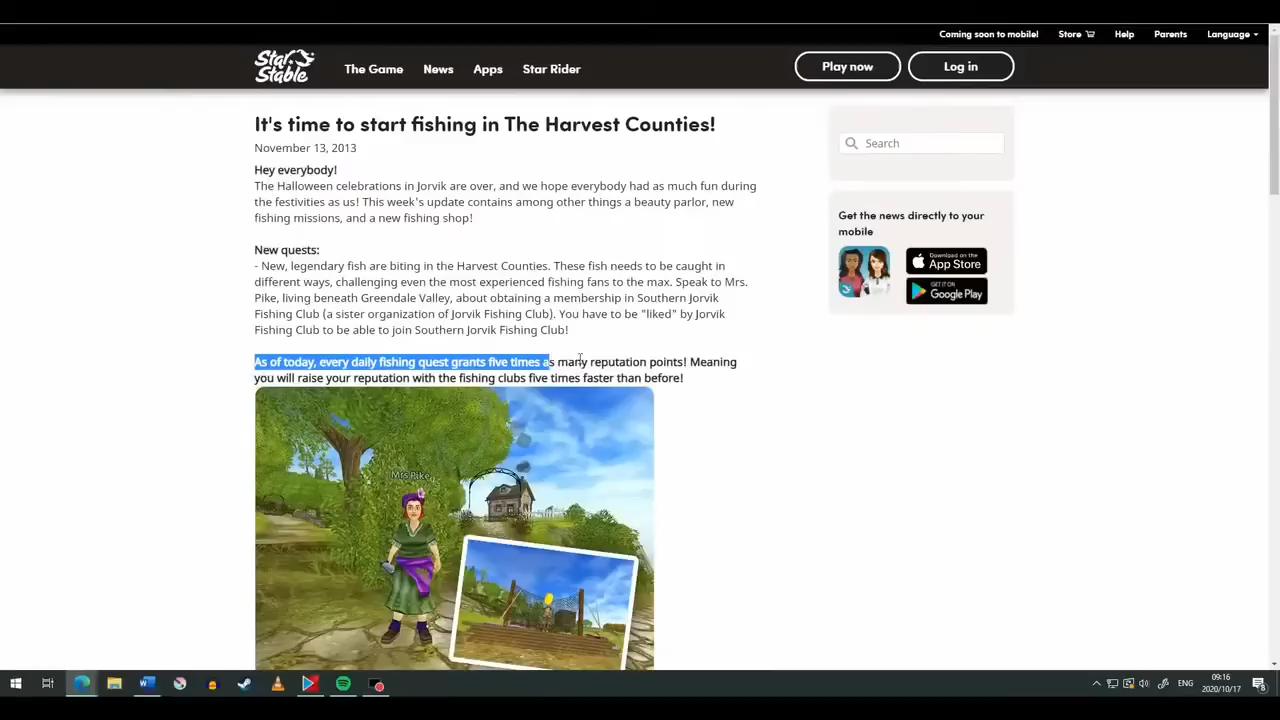 Coming soon to mobile! Store Help Parents Language
Star Stable
The Game News Apps Star Rider
Play now Log in
It's time to start fishing in The Harvest Counties!
November 13, 2013
Hey everybody!
The Halloween celebrations in Jorvik are over, and we hope everybody had as much fun during
the festivities as us! This week's update contains among other things a beauty parlor, new
fishing missions, and a new fishing shop!
New quests:
- New, legendary fish are biting in the Harvest Counties. These fish needs to be caught in
different ways, challenging even the most experienced fishing fans to the max. Speak to Mrs.
Pike, living beneath Greendale Valley, about obtaining a membership in Southern Jorvik
Fishing Club (a sister organization of Jorvik Fishing Club). You have to be "liked" by Jorvik
Fishing Club to be able to join Southern Jorvik Fishing Club!
As of today, every daily fishing quest grants five times as many reputation points! Meaning
you will raise your reputation with the fishing clubs five times faster than before!
Mrs Pike
Search
Get the news directly to your
mobile
Download on the
App Store
GET IT ON
Google Play
ENG
09:16
2020/10/17
8